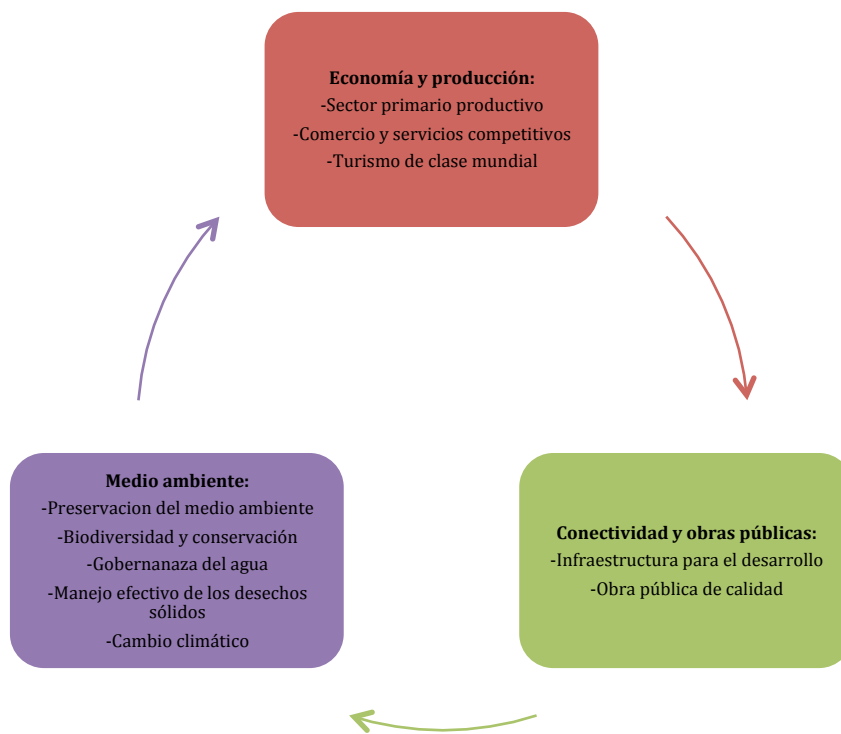 Economía y producción:
-Sector primario productivo
-Comercio y servicios competitivos
-Turismo de clase mundial
Medio ambiente:
-Preservacion del medio ambiente
-Biodiversidad y conservación
-Gobernanaza del agua
-Manejo efectivo de los desechos
sólidos
-Cambio climático
Conectividad y obras públicas:
-Infraestructura para el desarrollo
-Obra pública de calidad